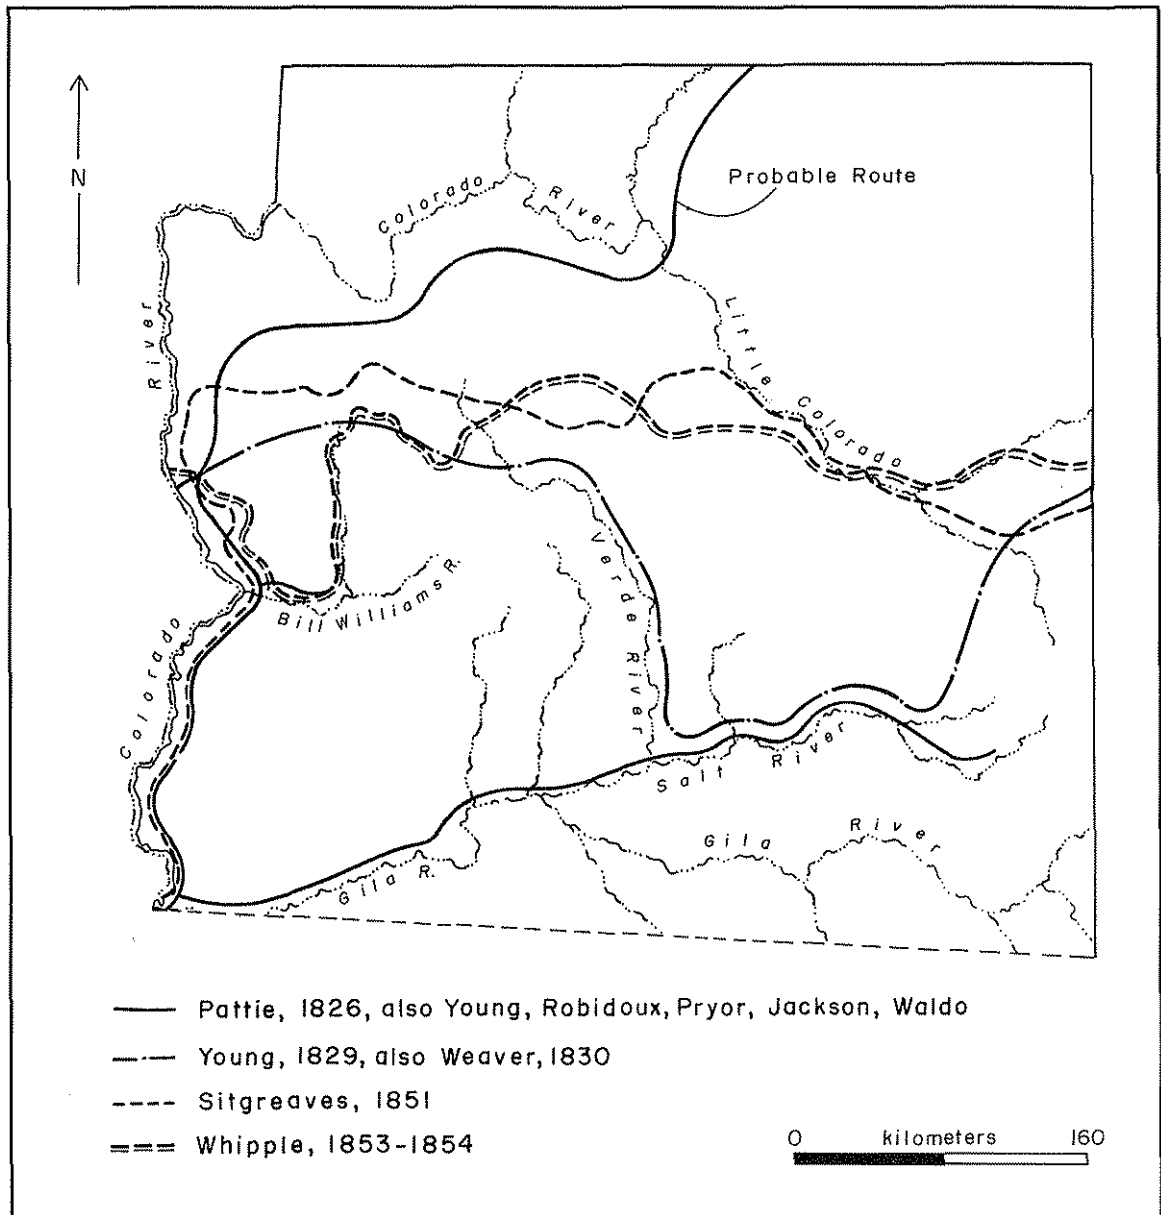 N
Probable Route
Colorado River
River
Little Colorado
Bill Williams R.
Verde River
Colorado
Salt River
Gila River
Gila R.
Pattie, 1826, also Young, Robidoux, Pryor, Jackson, Waldo
Young, 1829, also Weaver, 1830
Sitgreaves, 1851
Whipple, 1853-1854
0 kilometers 160